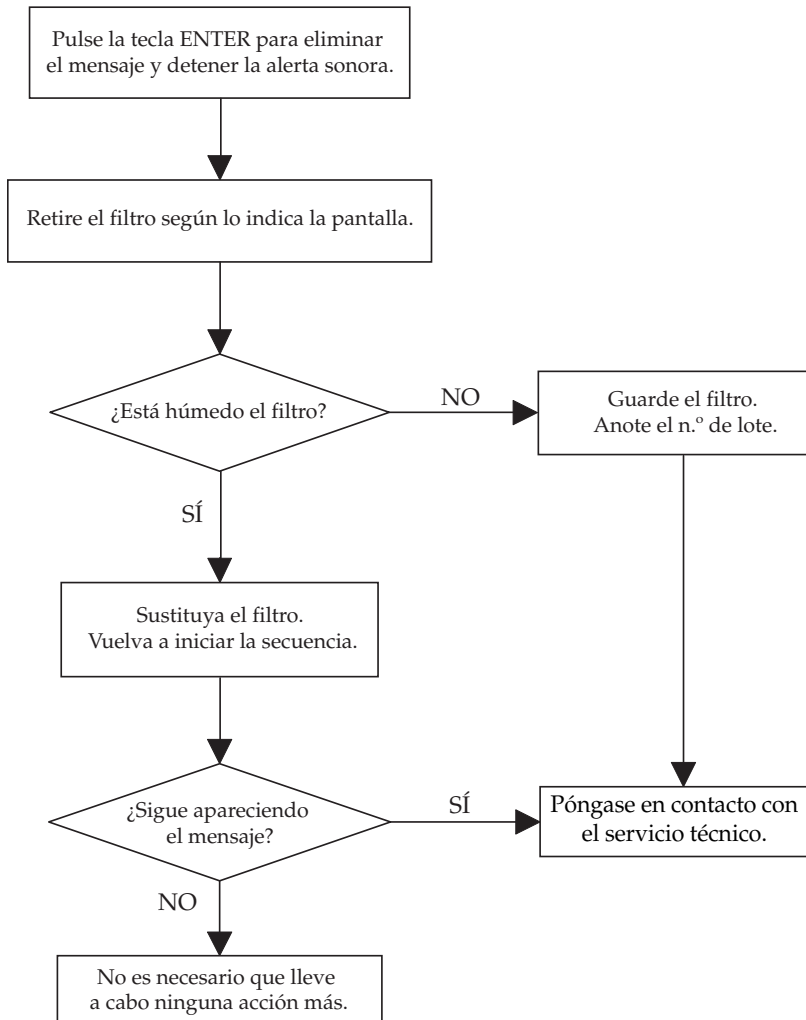 Pulse la tecla ENTER para eliminar
el mensaje y detener la alerta sonora.
Retire el filtro según lo indica la pantalla.
¿Está húmedo el filtro?
NO
Guarde el filtro.
Anote el n.º de lote.
SÍ
Sustituya el filtro.
Vuelva a iniciar la secuencia.
¿Sigue apareciendo
el mensaje?
SÍ
Póngase en contacto con
el servicio técnico.
NO
No es necesario que lleve
a cabo ninguna acción más.